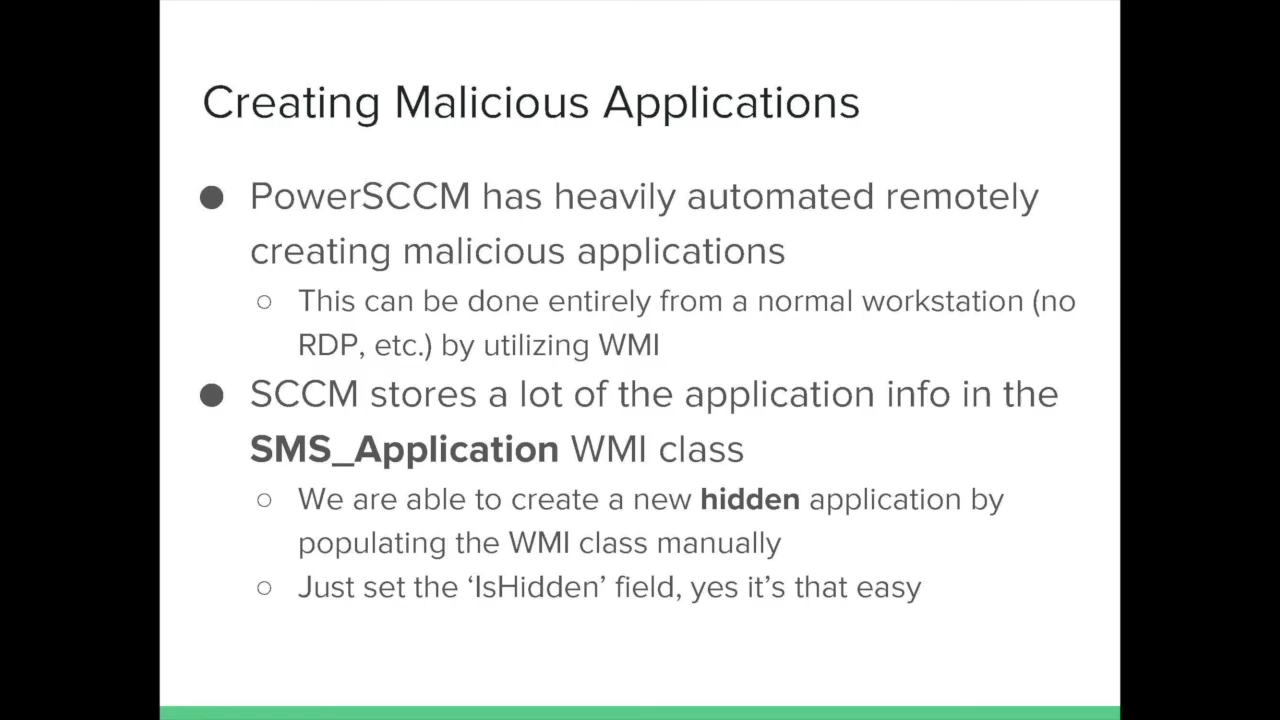 Creating Malicious Applications
● PowerSCCM has heavily automated remotely
creating malicious applications
○ This can be done entirely from a normal workstation (no
RDP, etc.) by utilizing WMI
● SCCM stores a lot of the application info in the
SMS_Application WMI class
○ We are able to create a new hidden application by
populating the WMI class manually
○ Just set the ‘IsHidden’ field, yes it’s that easy